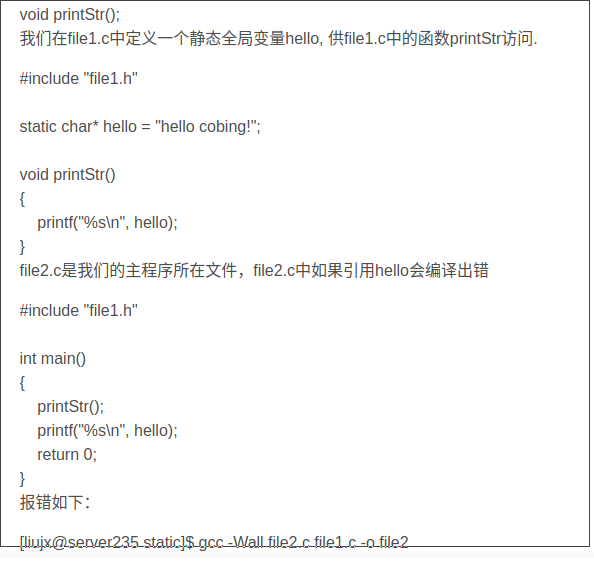 void printStr();
我们在file1.c中定义一个静态全局变量hello, 供file1.c中的函数printStr访问.
#include "file1.h"
static char* hello = "hello cobing!";
void printStr()
{
printf("%s\n", hello);
}
file2.c是我们的主程序所在文件，file2.c中如果引用hello会编译出错
#include "file1.h"
int main()
{
printStr();
printf("%s\n", hello);
return 0;
}
报错如下：
[liujx@server235 static]$ gcc -Wall file2.c file1.c -o file2